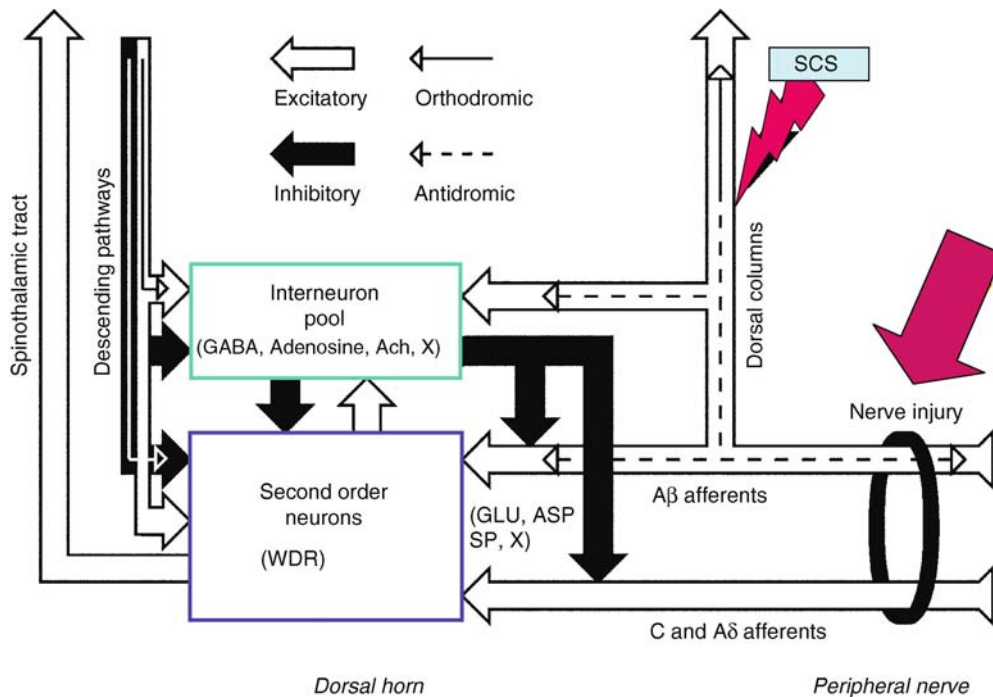 SCS
Excitatory
Orthodromic
Inhibitory
Antidromic
Spinothalamic tract
Descending pathways
Dorsal columns
Interneuron
pool
(GABA, Adenosine, Ach, X)
Nerve injury
Second order
neurons
(WDR)
(GLU, ASP
SP, X)
Aβ afferents
C and Aδ afferents
Dorsal horn
Peripheral nerve